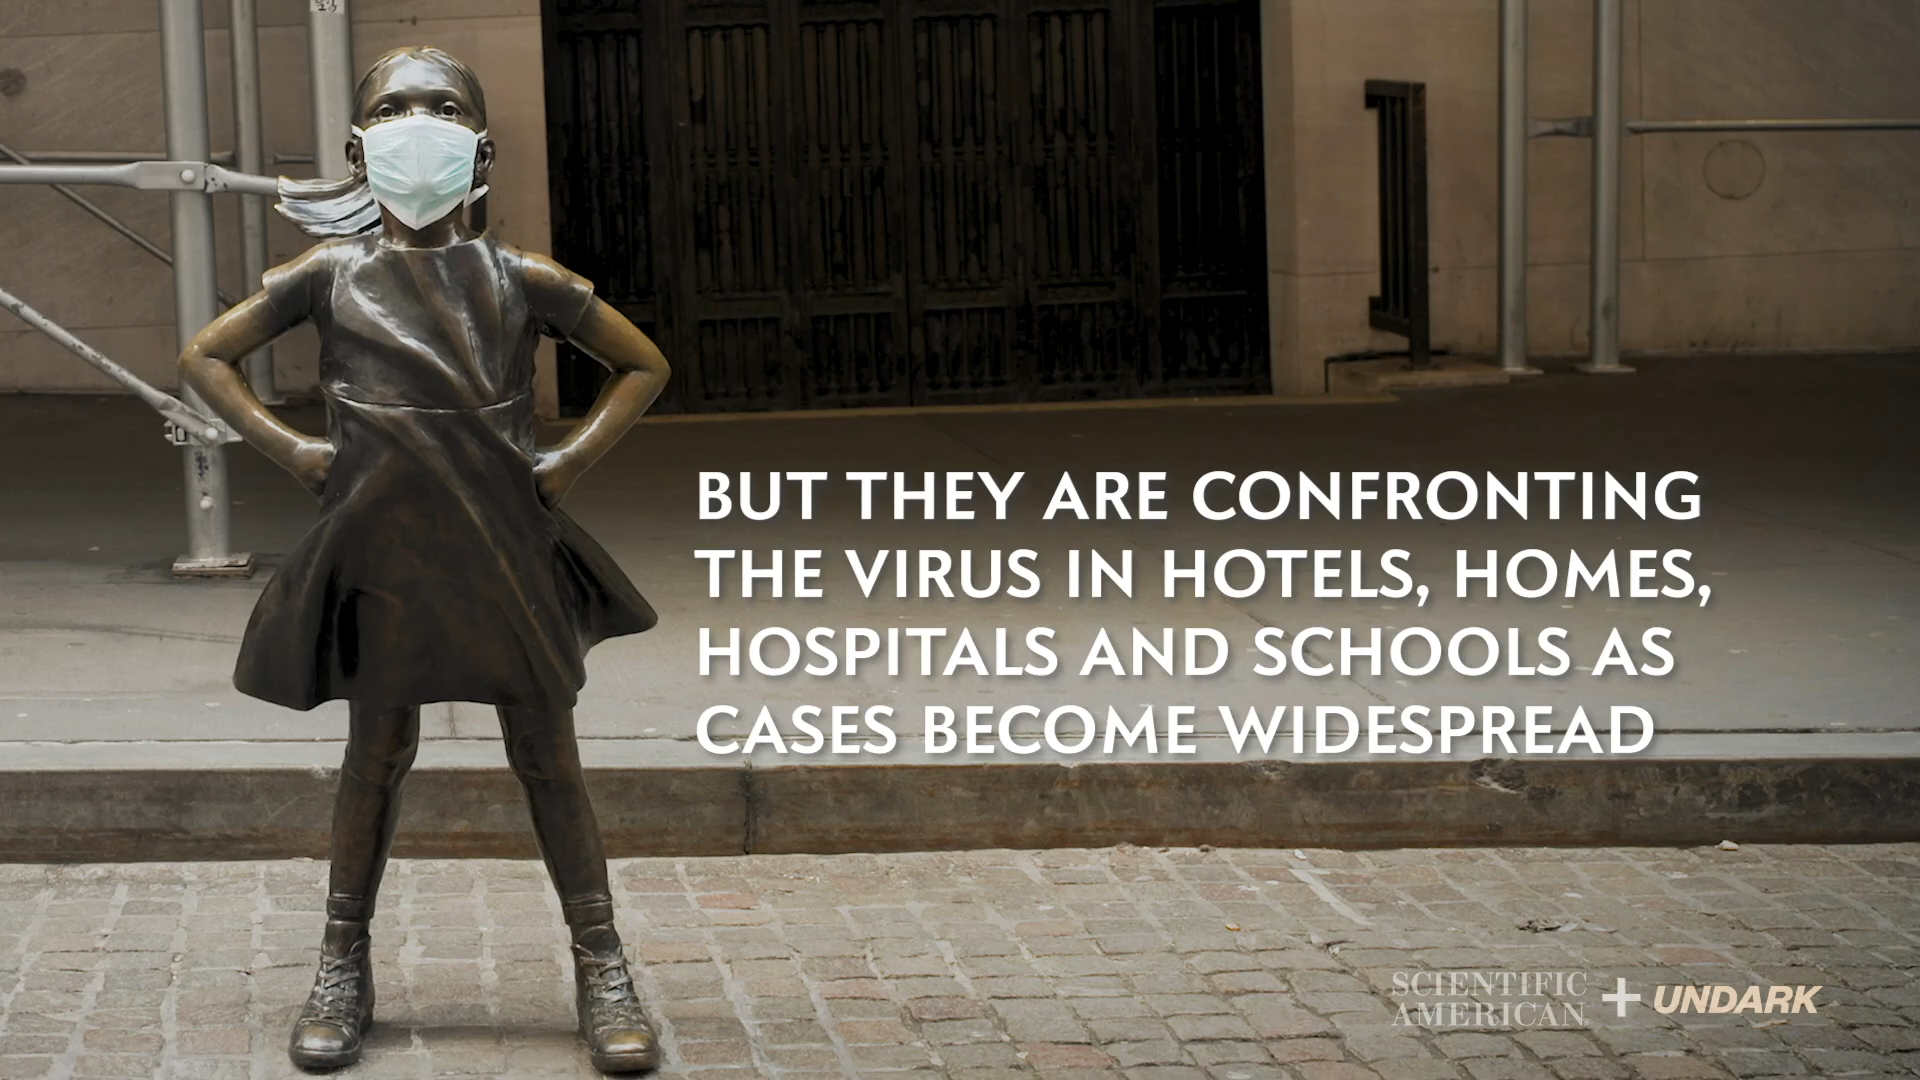 BUT THEY ARE CONFRONTING
THE VIRUS IN HOTELS, HOMES,
HOSPITALS AND SCHOOLS AS
CASES BECOME WIDESPREAD
SCIENTIFIC
AMERICAN + UNDARK